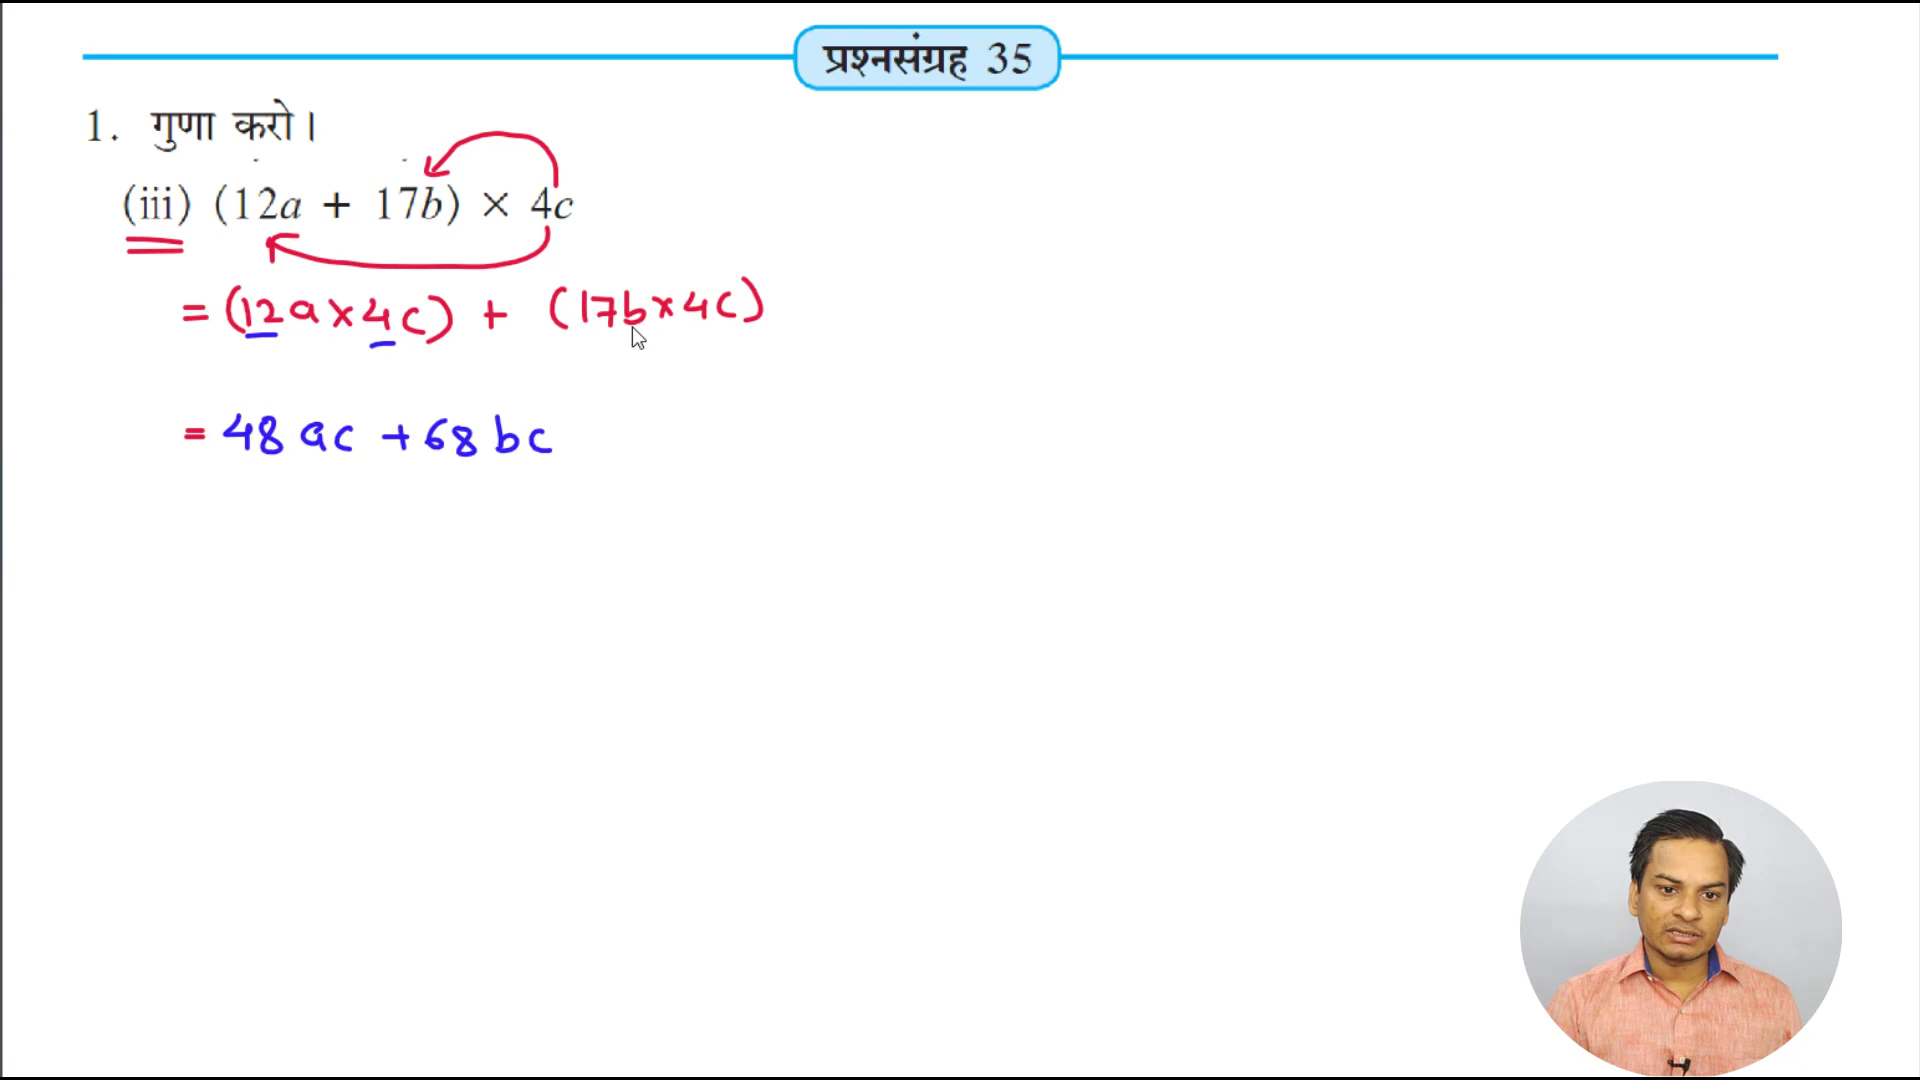 प्रश्नसंग्रह 35
1. गुणा करो।
(iii) (12a + 17b) × 4c
= (12a×4c) + (17b×4c)
= 48 ac + 68 bc